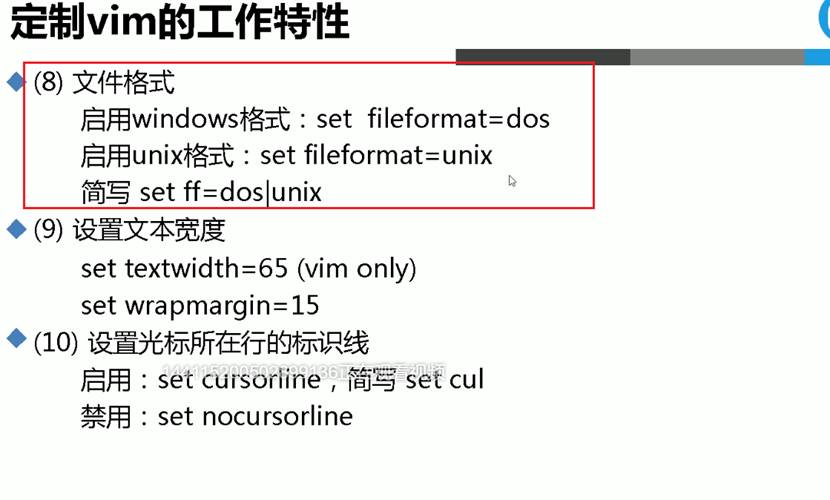 定制vim的工作特性
(8) 文件格式
启用windows格式：set  fileformat=dos
启用unix格式：set fileformat=unix
简写 set ff=dos|unix
(9) 设置文本宽度
set textwidth=65 (vim only)
set wrapmargin=15
(10) 设置光标所在行的标识线
启用：set cursorline，简写 set cul
禁用：set nocursorline